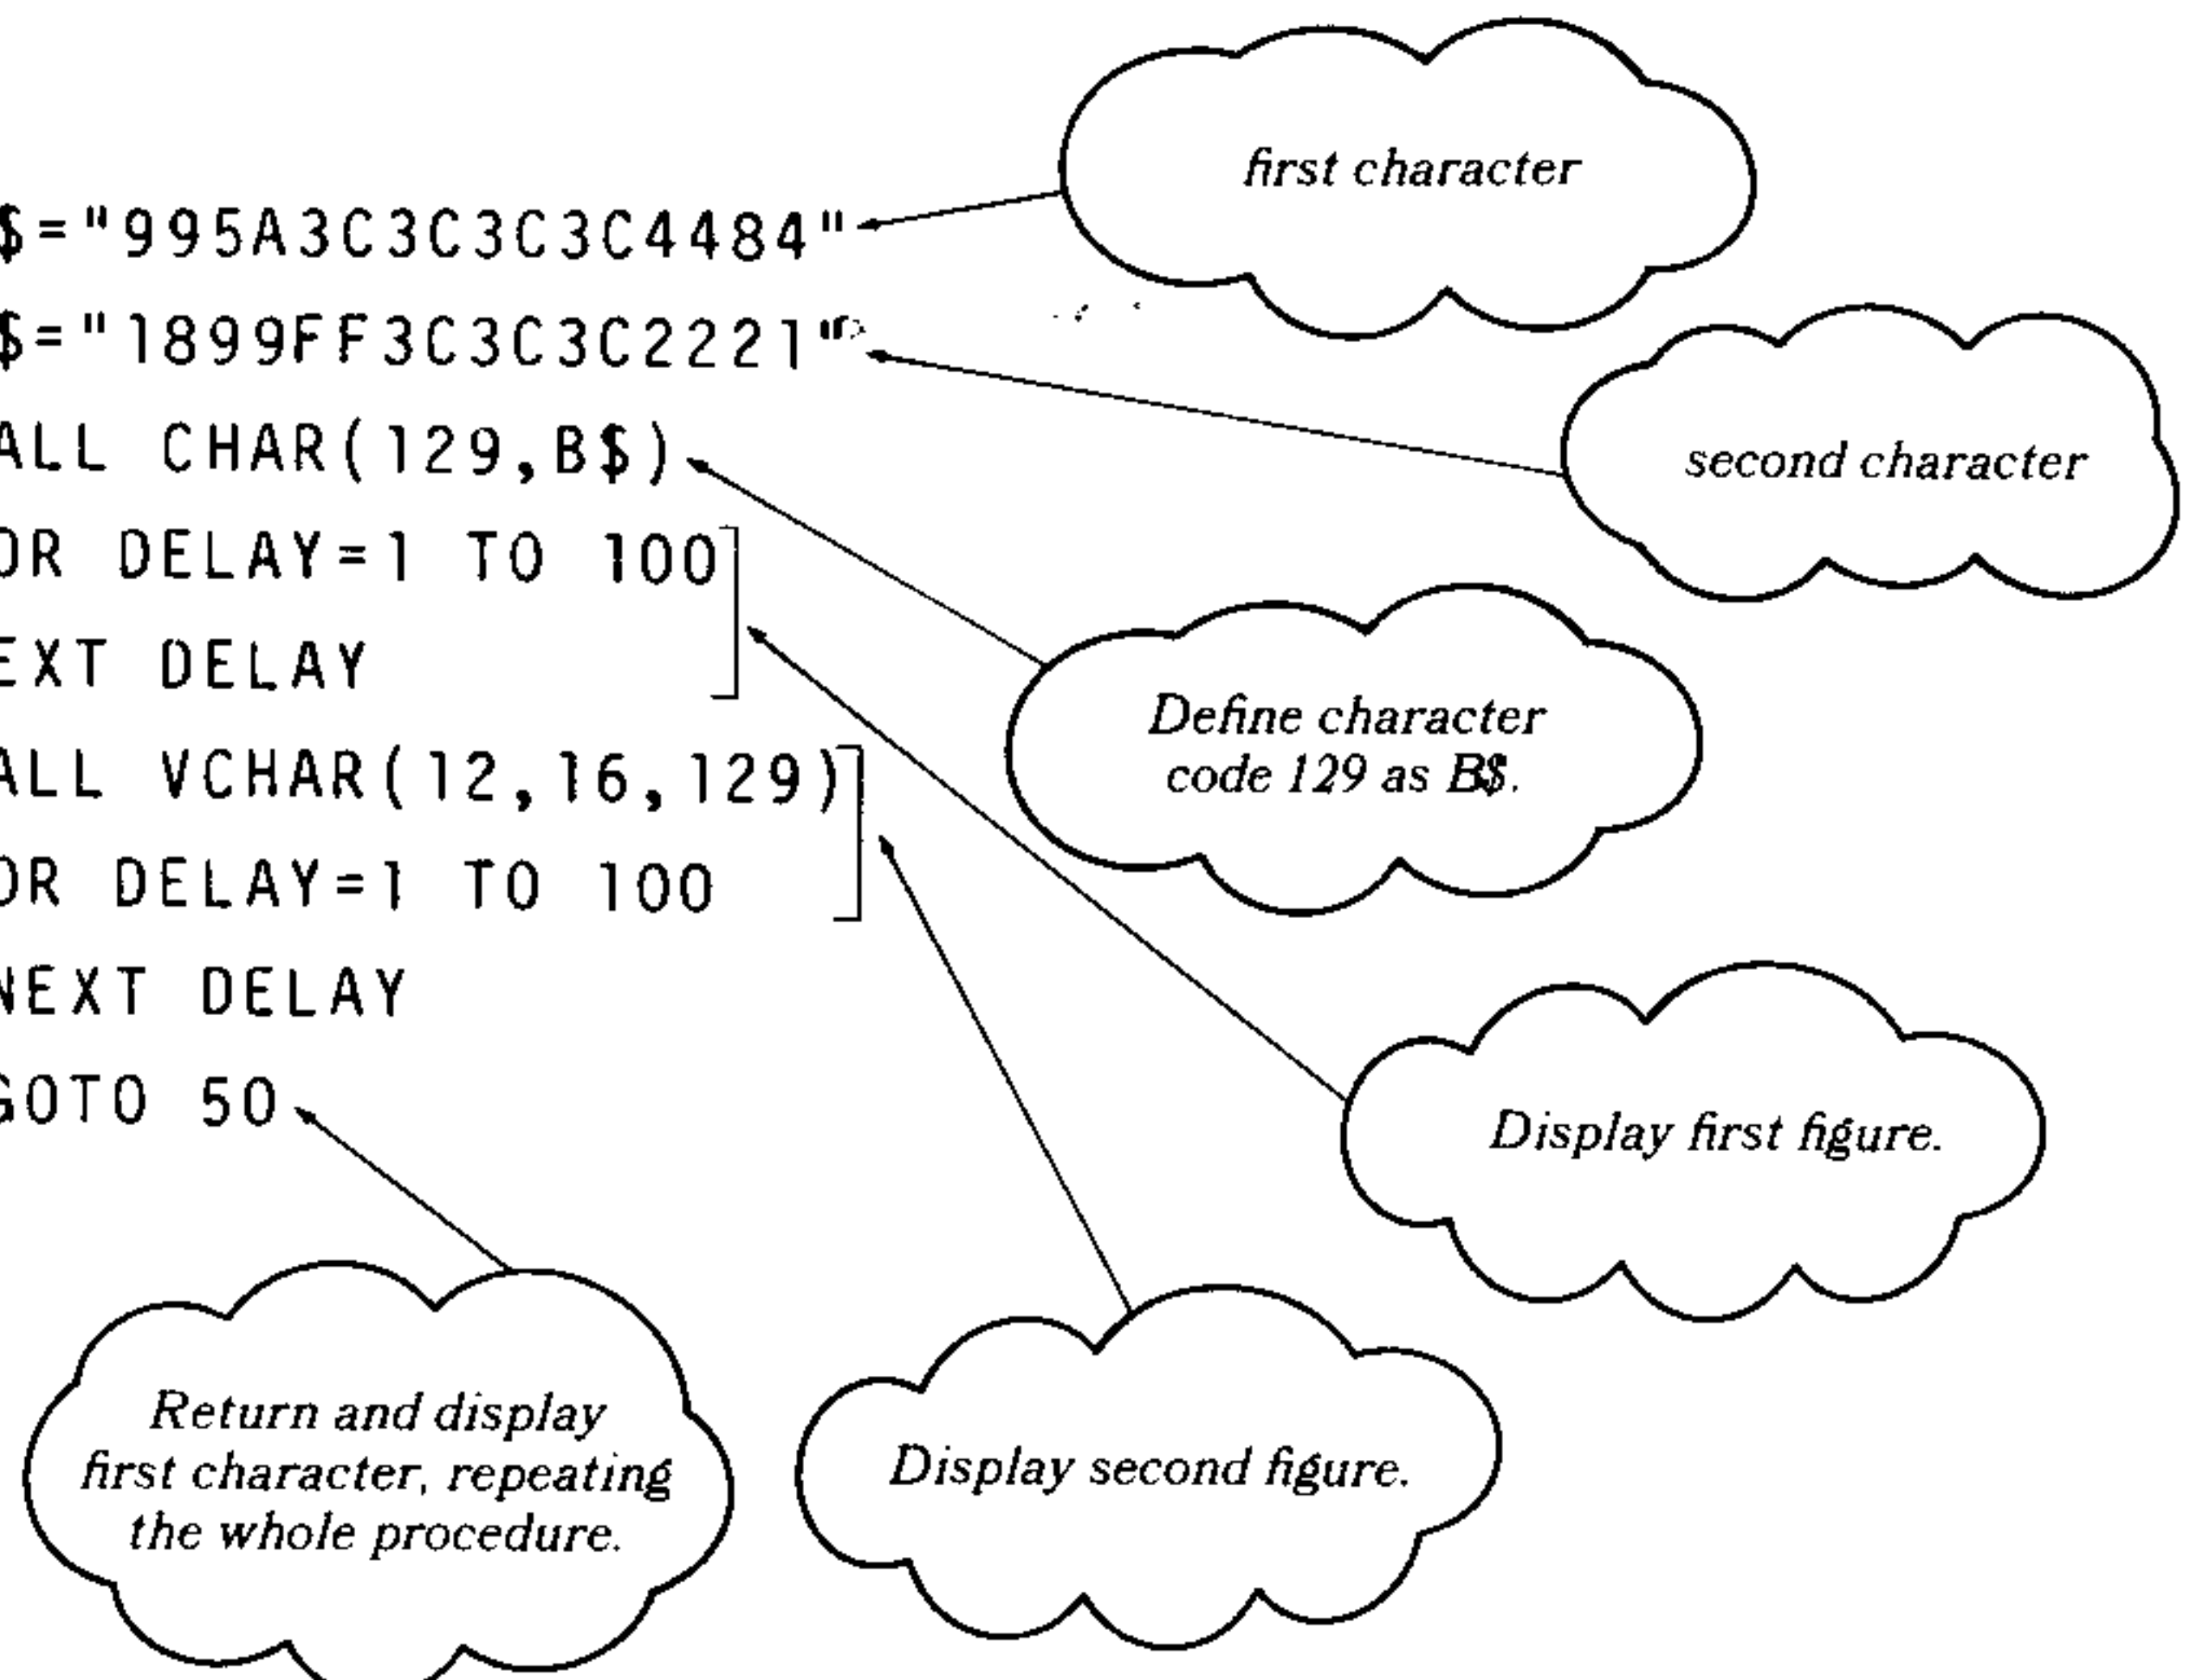 $="995A3C3C3C3C4484"
$="1899FF3C3C3C2221"
ALL CHAR(129,B$)
OR DELAY=1 TO 100
EXT DELAY
ALL VCHAR(12,16,129)
OR DELAY=1 TO 100
NEXT DELAY
GOTO 50
first character
second character
Define character
code 129 as B$.
Display first figure.
Display second figure.
Return and display
first character, repeating
the whole procedure.